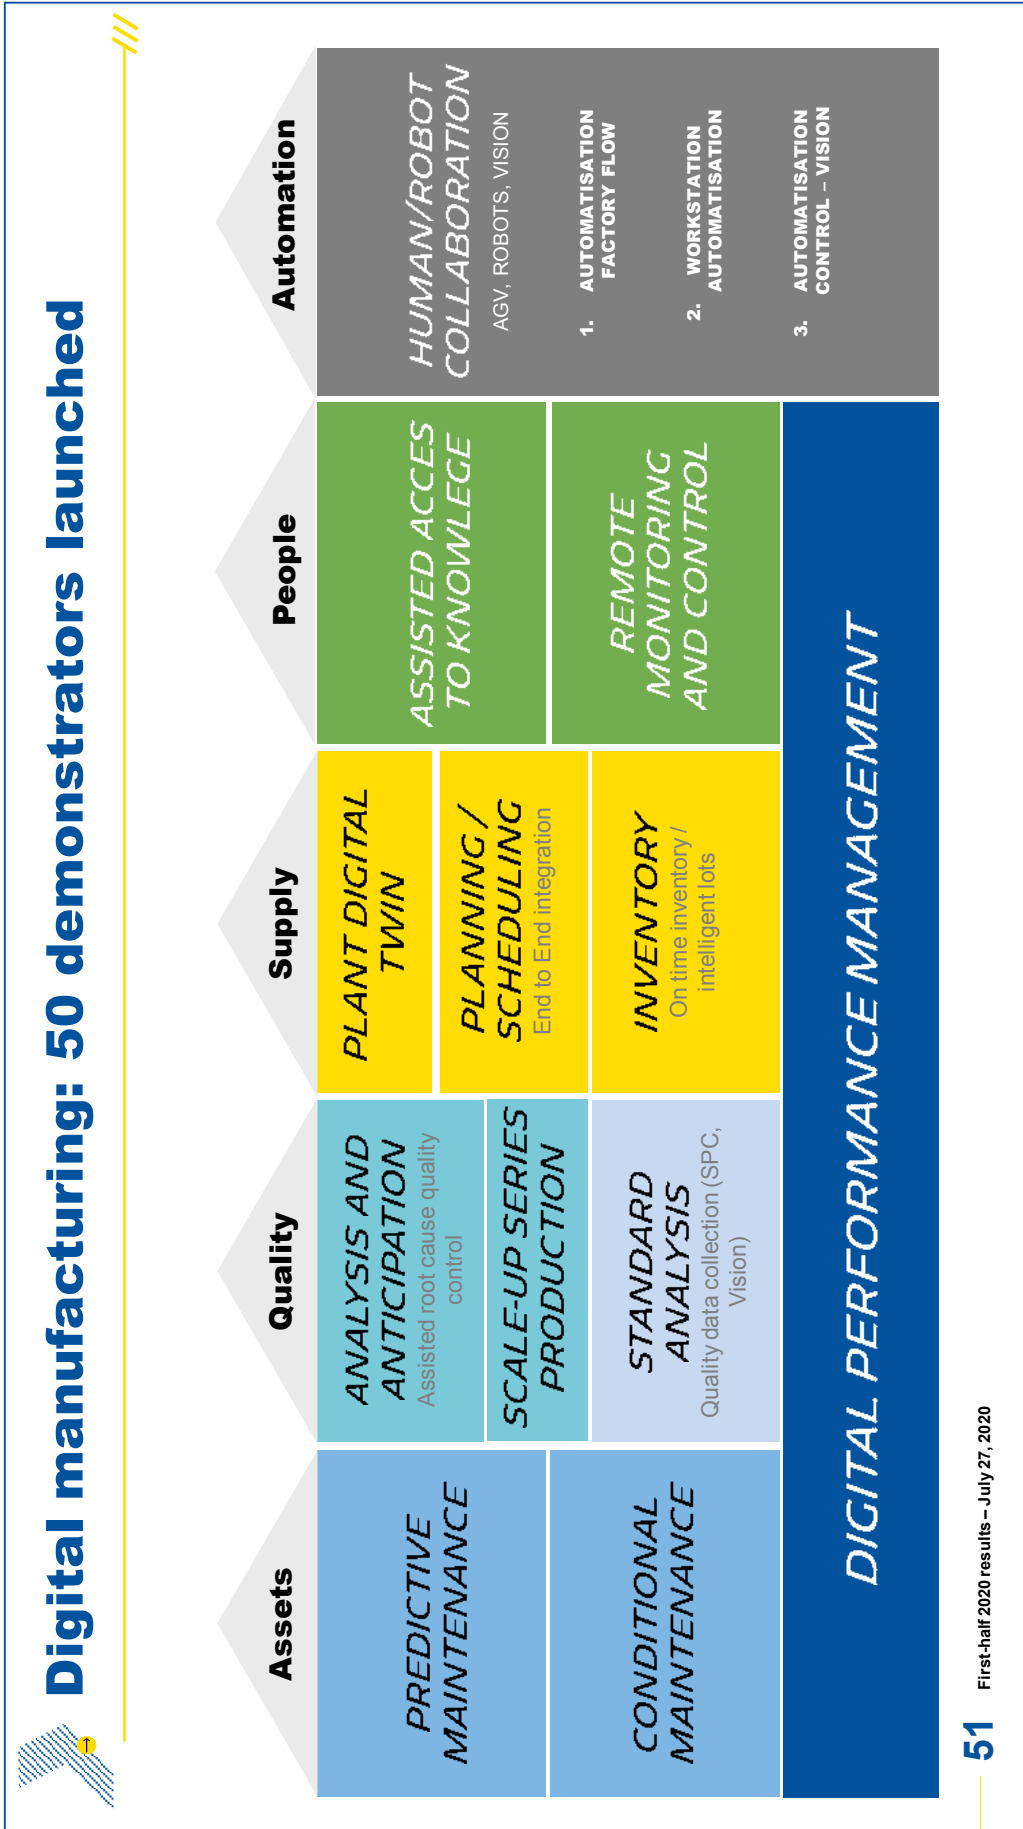 Digital manufacturing: 50 demonstrators launched
Assets
PREDICTIVE
MAINTENANCE
CONDITIONAL
MAINTENANCE
Quality
ANALYSIS AND
ANTICIPATION
Assisted root cause quality
control
SCALE-UP SERIES
PRODUCTION
STANDARD
ANALYSIS
Quality data collection (SPC,
Vision)
Supply
PLANT DIGITAL
TWIN
PLANNING /
SCHEDULING
End to End integration
INVENTORY
On time inventory /
intelligent lots
People
ASSISTED ACCES
TO KNOWLEGE
REMOTE
MONITORING
AND CONTROL
Automation
HUMAN/ROBOT
COLLABORATION
AGV, ROBOTS, VISION
1. AUTOMATISATION
FACTORY FLOW
2. WORKSTATION
AUTOMATISATION
3. AUTOMATISATION
CONTROL – VISION
DIGITAL PERFORMANCE MANAGEMENT
51 First-half 2020 results – July 27, 2020